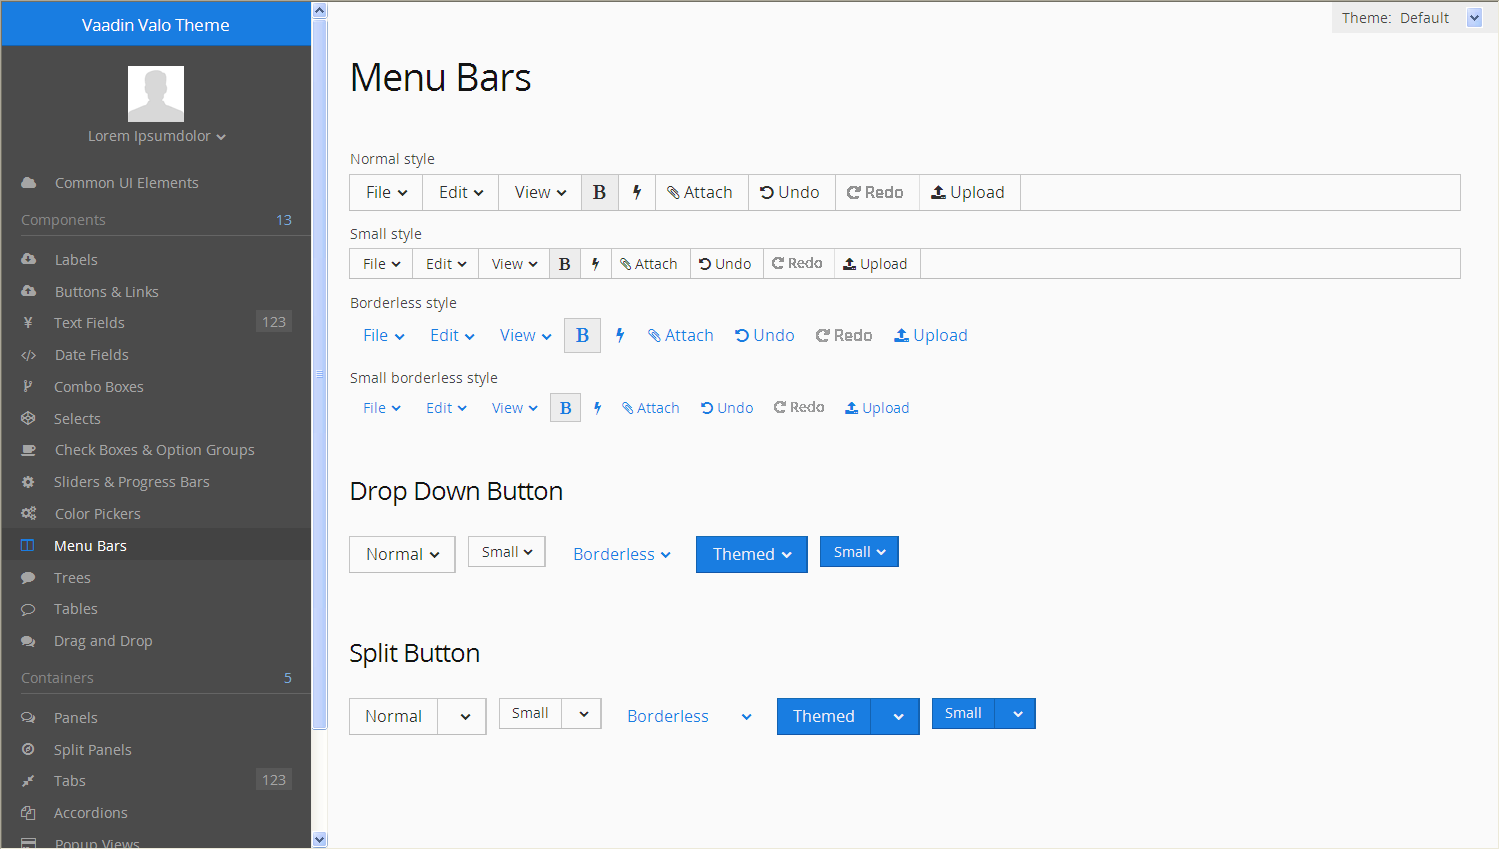 Vaadin Valo Theme
Lorem Ipsumdolor
Common UI Elements
Components 13
Labels
Buttons & Links
Text Fields 123
Date Fields
Combo Boxes
Selects
Check Boxes & Option Groups
Sliders & Progress Bars
Color Pickers
Menu Bars
Trees
Tables
Drag and Drop
Containers 5
Panels
Split Panels
Tabs 123
Accordions
Popup Views
Theme: Default
Menu Bars
Normal style
File Edit View B Attach Undo Redo Upload
Small style
File Edit View B Attach Undo Redo Upload
Borderless style
File Edit View B Attach Undo Redo Upload
Small borderless style
File Edit View B Attach Undo Redo Upload
Drop Down Button
Normal Small Borderless Themed Small
Split Button
Normal Small Borderless Themed Small